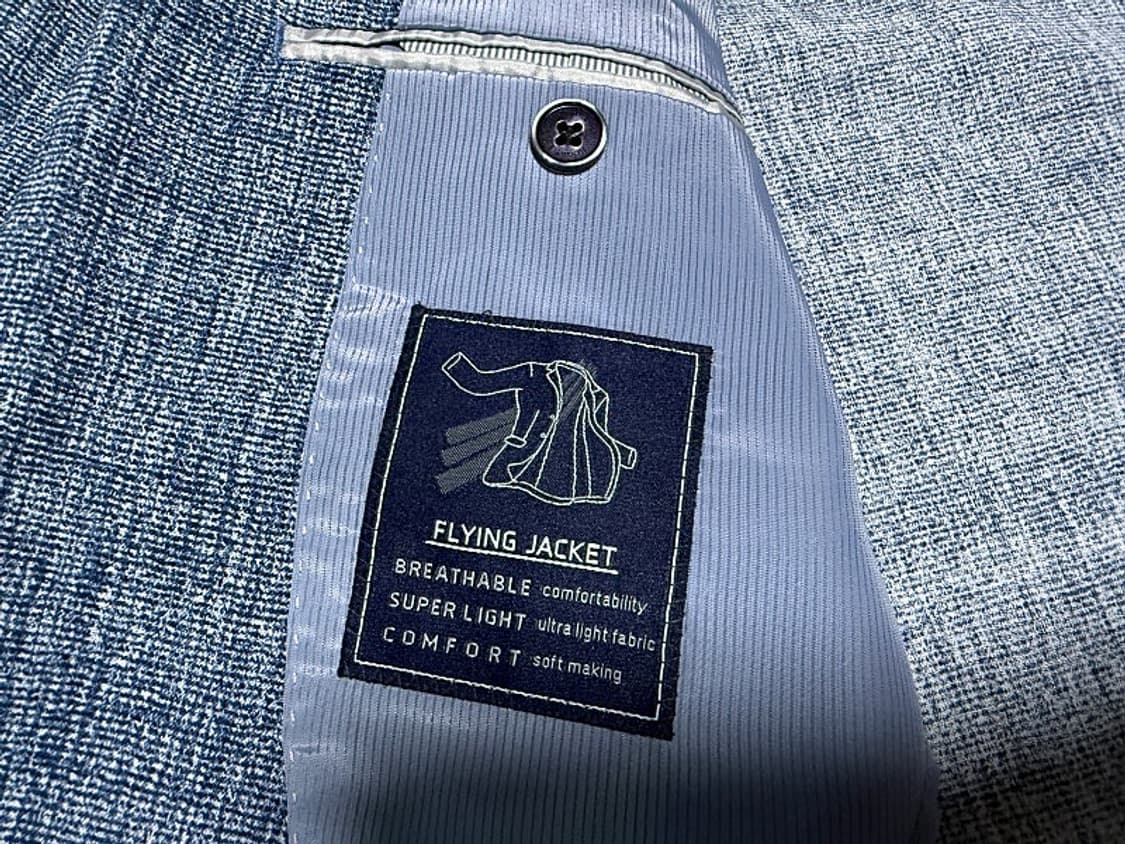 FLYING JACKET
BREATHABLE comfortability
SUPER LIGHT ultra light fabric
COMFORT soft making